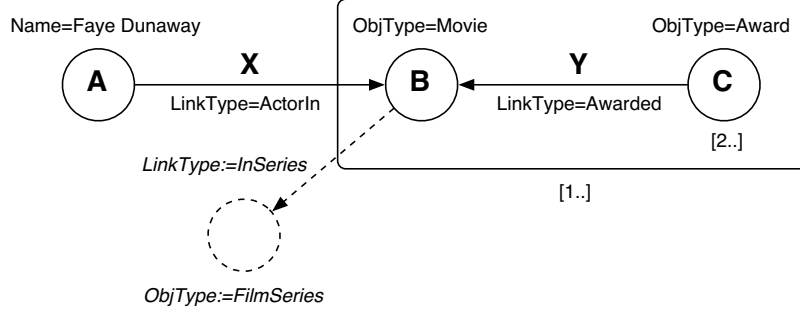 Name=Faye Dunaway
ObjType=Movie
ObjType=Award
X
Y
A
B
C
LinkType=ActorIn
LinkType=Awarded
[2..]
LinkType:=InSeries
[1..]
ObjType:=FilmSeries